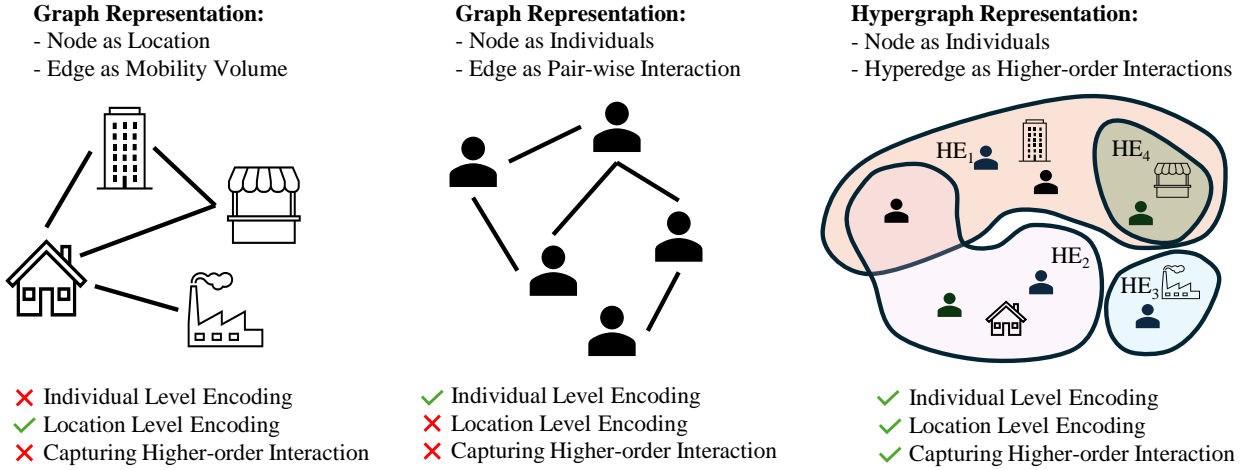 Graph Representation:
- Node as Location
- Edge as Mobility Volume
Graph Representation:
- Node as Individuals
- Edge as Pair-wise Interaction
Hypergraph Representation:
- Node as Individuals
- Hyperedge as Higher-order Interactions
HE1
HE4
HE2
HE3
Individual Level Encoding
Location Level Encoding
Capturing Higher-order Interaction
Individual Level Encoding
Location Level Encoding
Capturing Higher-order Interaction
Individual Level Encoding
Location Level Encoding
Capturing Higher-order Interaction